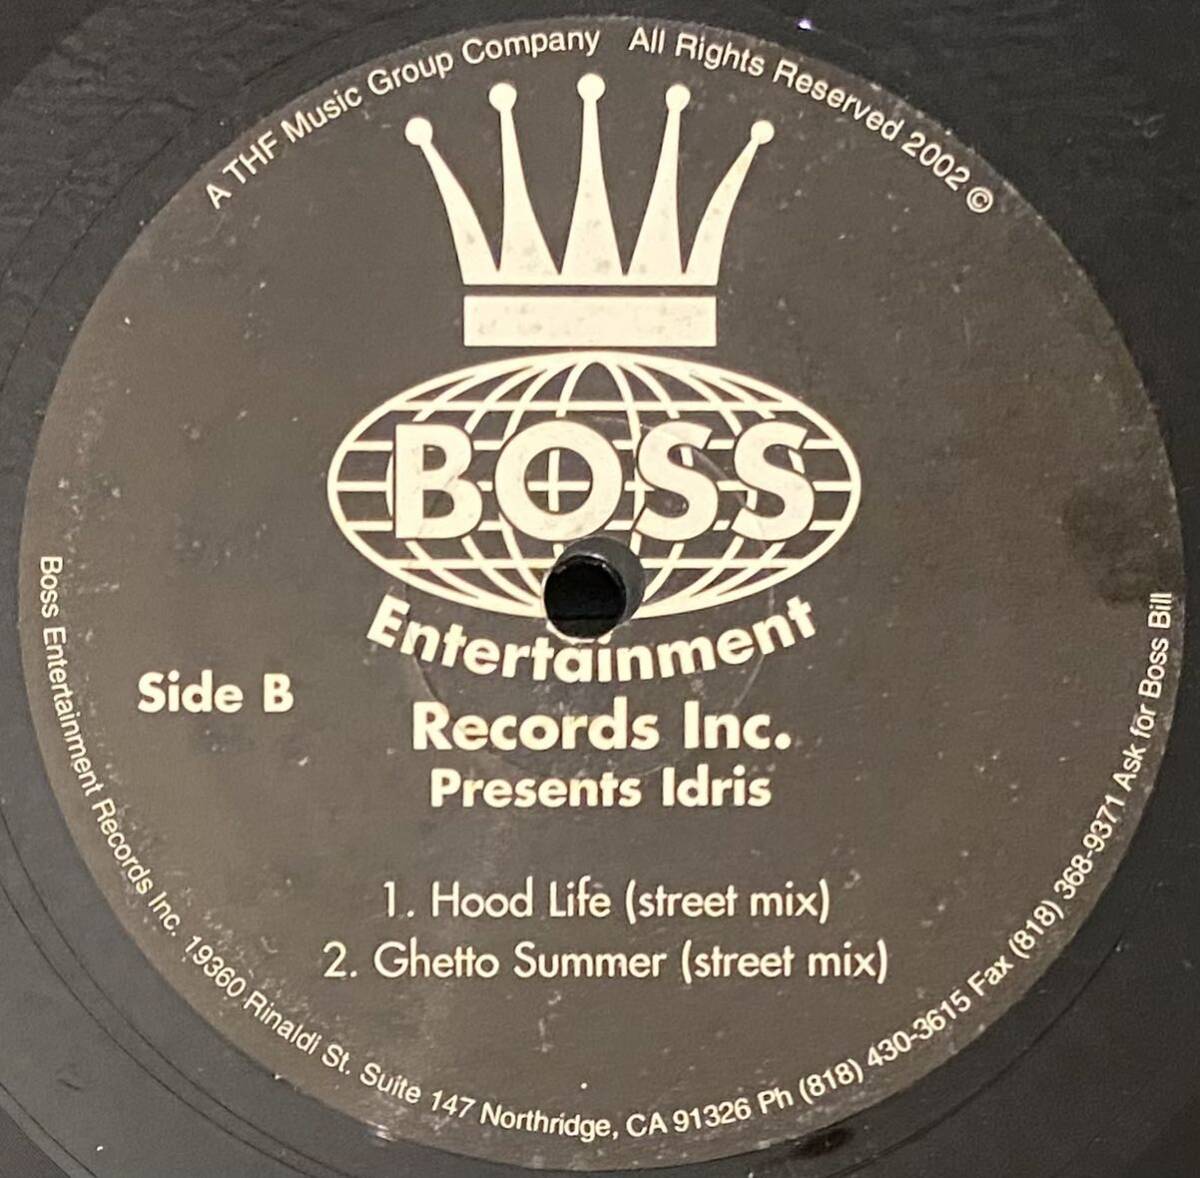 A THF Music Group Company   All Rights Reserved 2002 ©
BOSS
Entertainment
Records Inc.
Presents Idris
Side B
1. Hood Life (street mix)
2. Ghetto Summer (street mix)
Boss Entertainment Records Inc. 19360 Rinaldi St. Suite 147 Northridge, CA 91326 Ph (818) 430-3615 Fax (818) 368-9371 Ask for Boss Bill